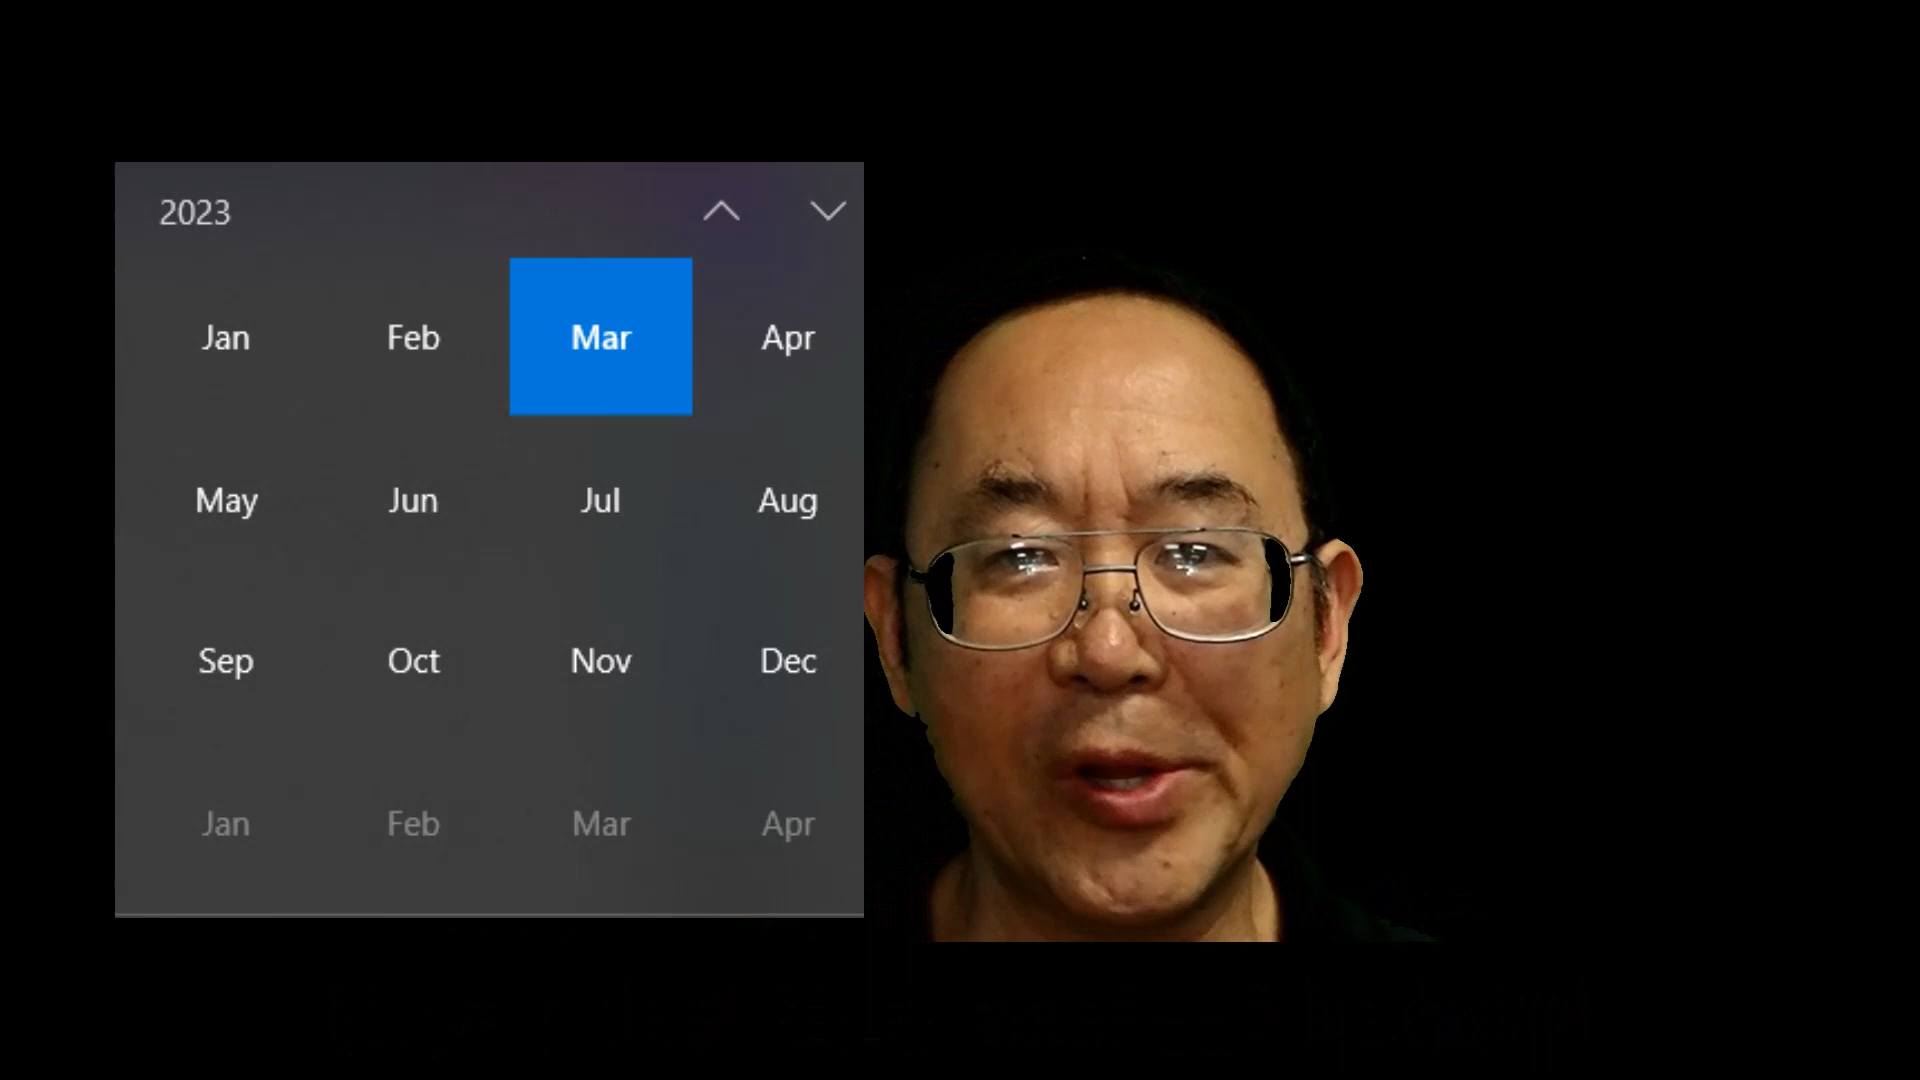 2023
Jan Feb Mar Apr
May Jun Jul Aug
Sep Oct Nov Dec
Jan Feb Mar Apr